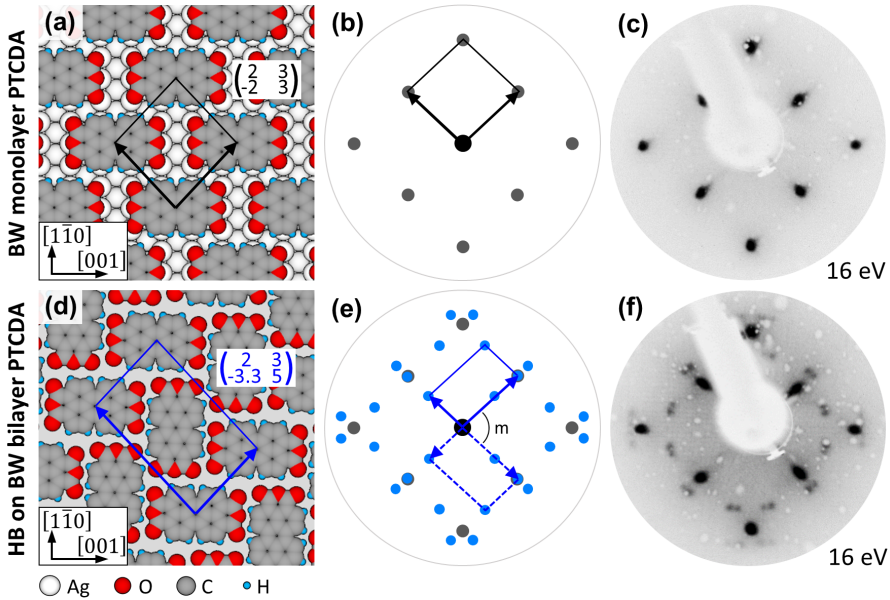 BW monolayer PTCDA
(a)
( 2 3
-2 3 )
[11̄0]
[001]
(b)
(c)
16 eV
HB on BW bilayer PTCDA
(d)
( 2 3
-3.3 5 )
[11̄0]
[001]
(e)
m
(f)
16 eV
Ag O C H